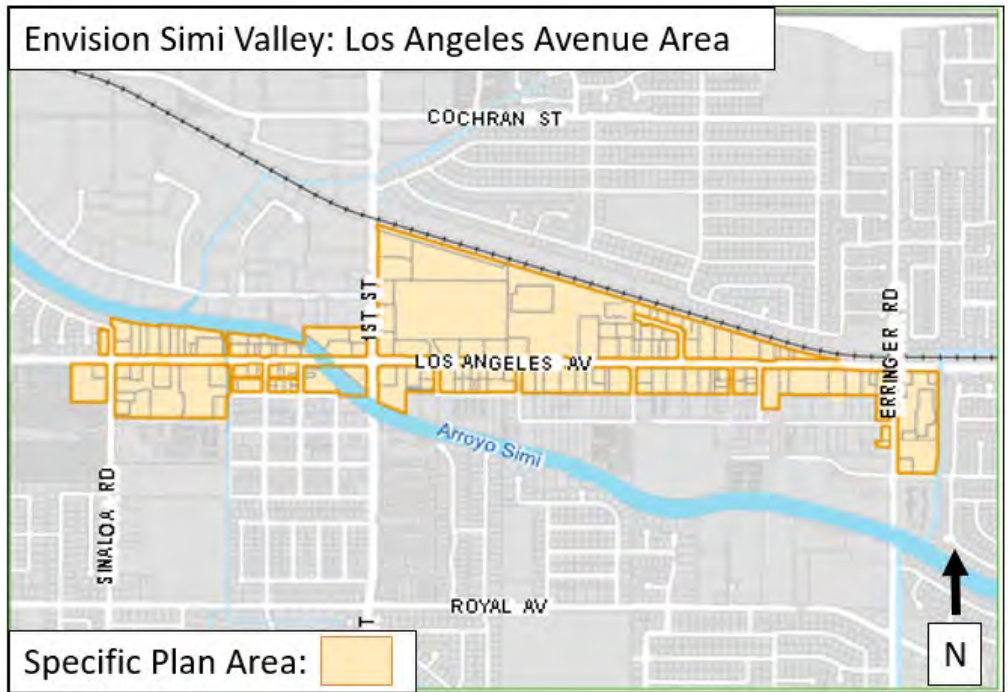 Envision Simi Valley: Los Angeles Avenue Area
COCHRAN ST
1ST ST
LOS ANGELES AV
ERRINGER RD
Arroyo Simi
SINALOA RD
ROYAL AV
T
N
Specific Plan Area: